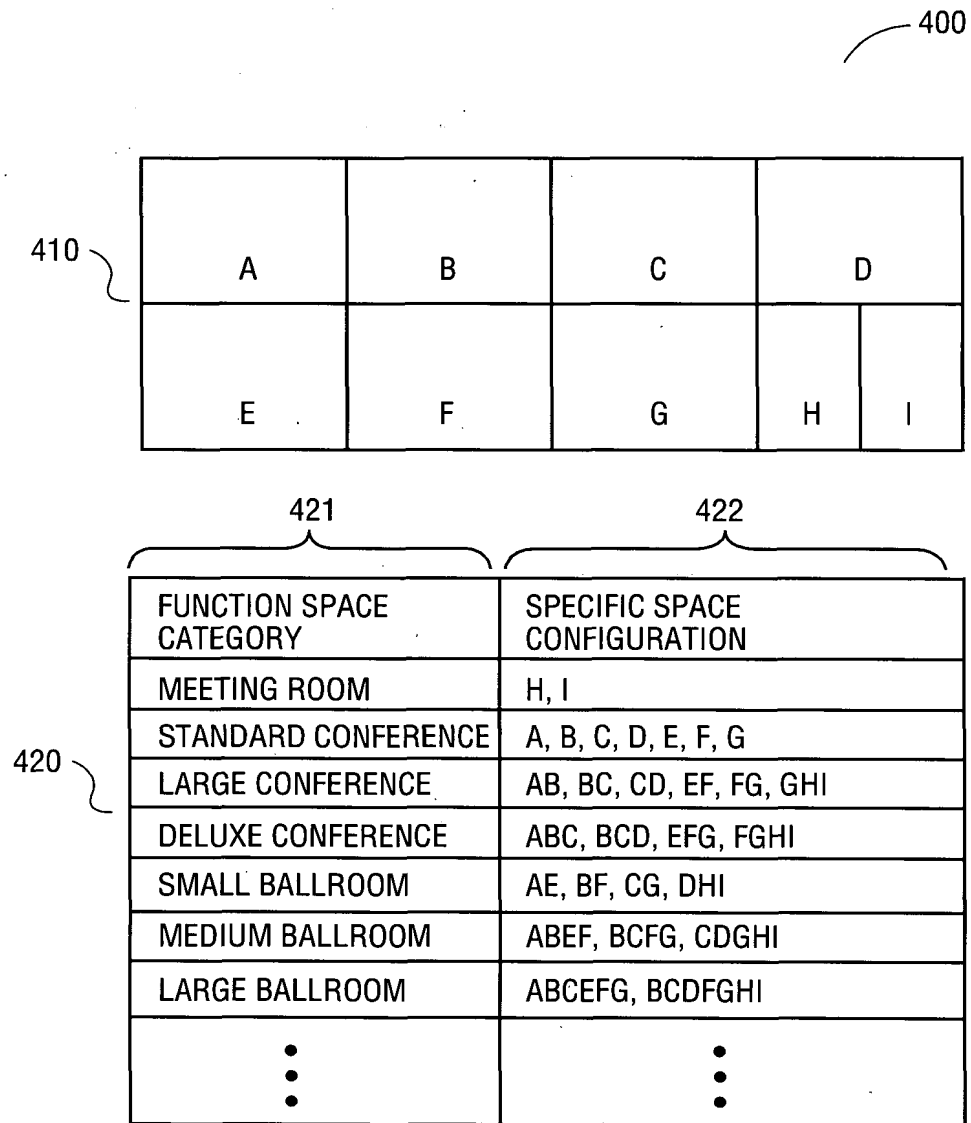 400
410
A B C D
E F G H I
421 422
FUNCTION SPACE CATEGORY SPECIFIC SPACE CONFIGURATION
MEETING ROOM H, I
STANDARD CONFERENCE A, B, C, D, E, F, G
420
LARGE CONFERENCE AB, BC, CD, EF, FG, GHI
DELUXE CONFERENCE ABC, BCD, EFG, FGHI
SMALL BALLROOM AE, BF, CG, DHI
MEDIUM BALLROOM ABEF, BCFG, CDGHI
LARGE BALLROOM ABCEFG, BCDFGHI